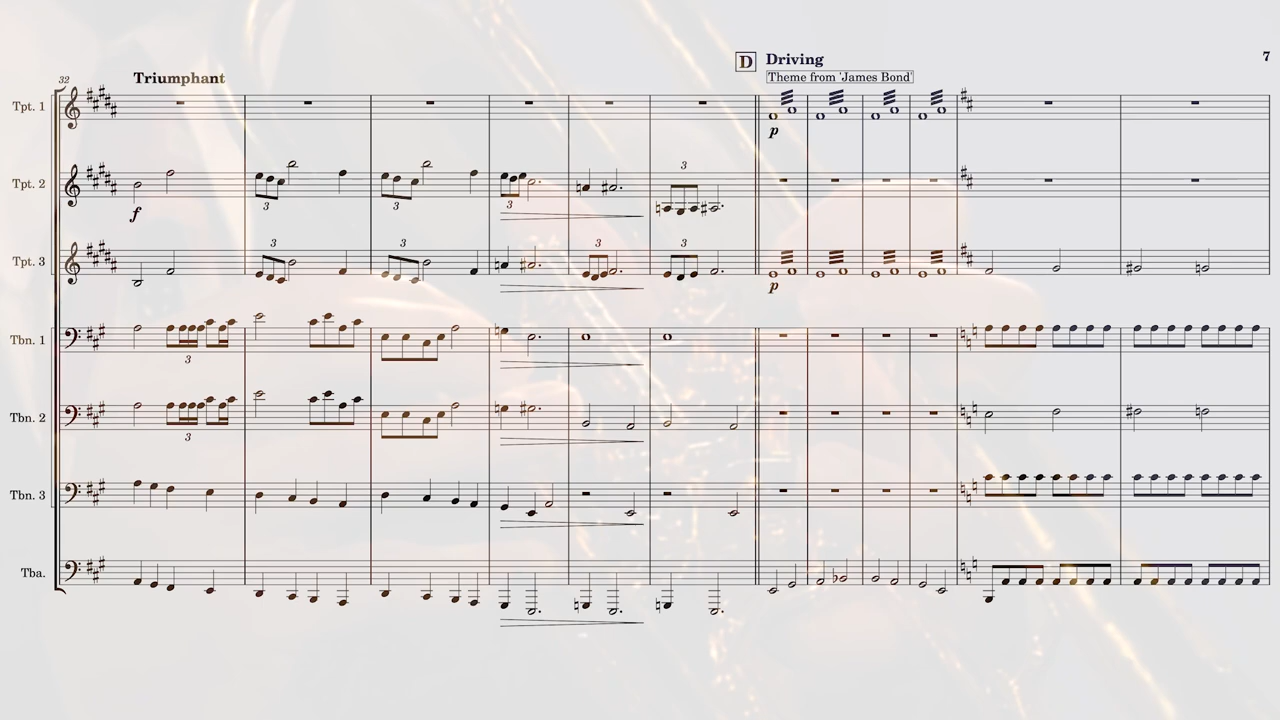 D Driving 7
Theme from 'James Bond'
32 Triumphant
Tpt. 1
p
3
Tpt. 2
f
3
3
3
3
3
3
3
Tpt. 3
p
Tbn. 1
3
Tbn. 2
3
Tbn. 3
Tba.